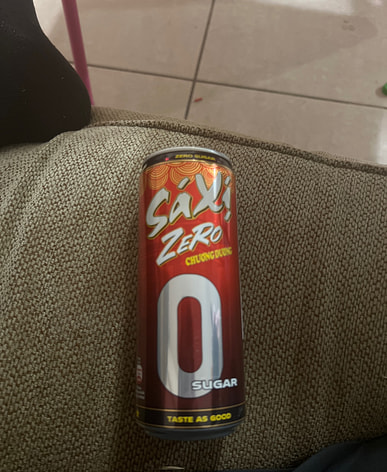 ZERO SUGAR
SáXị
ZERO
CHƯƠNG DƯƠNG
0
SUGAR
TASTE AS GOOD